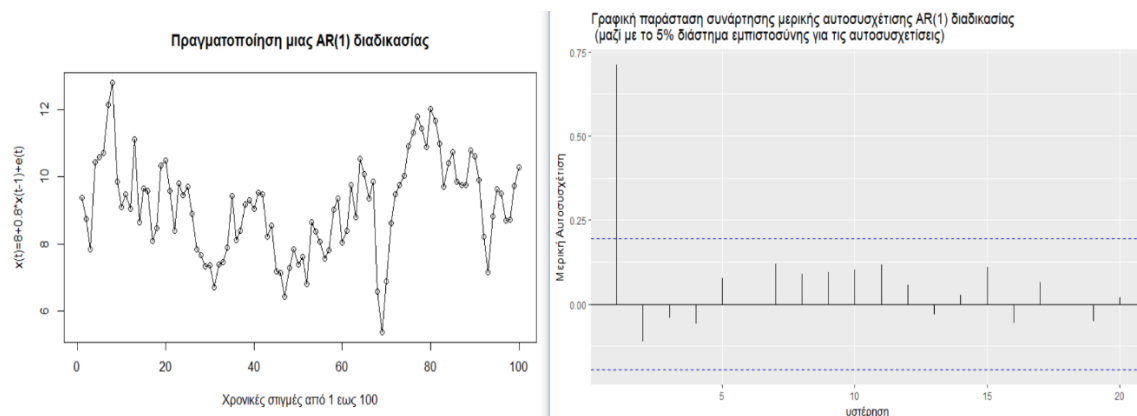 Πραγματοποίηση μιας AR(1) διαδικασίας
x(t)=8+0.8*x(t-1)+e(t)
12
10
8
6
0
20
40
60
80
100
Χρονικές στιγμές από 1 εως 100
Γραφική παράσταση συνάρτησης μερικής αυτοσυσχέτισης AR(1) διαδικασίας
(μαζί με το 5% διάστημα εμπιστοσύνης για τις αυτοσυσχετίσεις)
Μερική Αυτοσυσχέτιση
0.75
0.50
0.25
0.00
5
10
15
20
υστέρηση